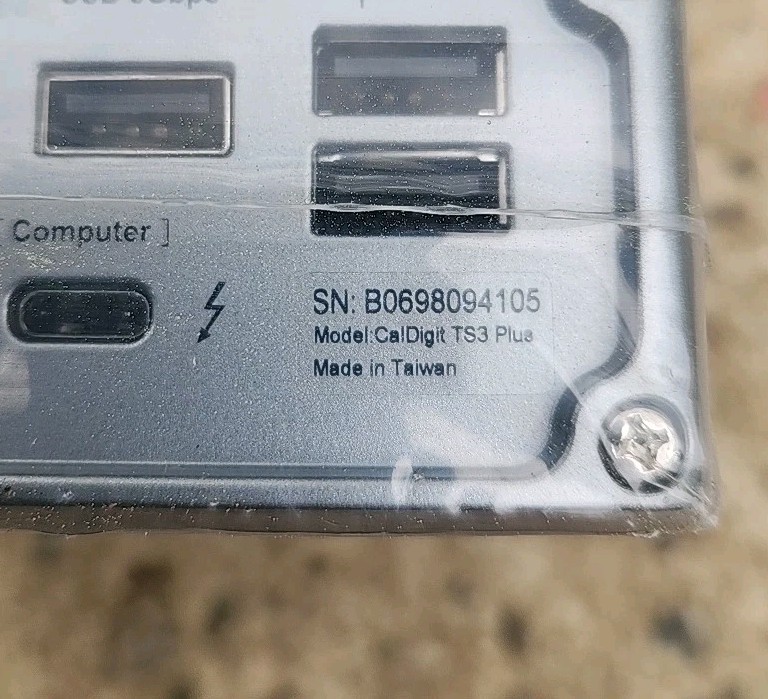 [ Computer ]
SN: B0698094105
Model:CalDigit TS3 Plus
Made in Taiwan